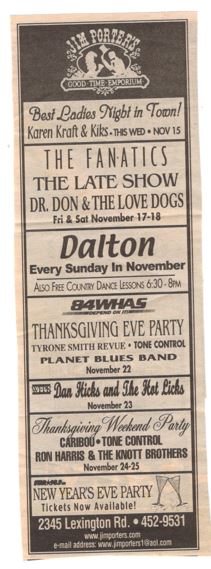 JIM PORTER'S
GOOD · TIME · EMPORIUM
Best Ladies Night in Town!
Karen Kraft & Kiks • THIS WED • NOV 15
THE FANATICS
THE LATE SHOW
DR. DON & THE LOVE DOGS
Fri & Sat November 17-18
Dalton
Every Sunday In November
ALSO FREE COUNTRY DANCE LESSONS 6:30 - 8PM
84WHAS
DEPEND ON IT
THANKSGIVING EVE PARTY
TYRONE SMITH REVUE • TONE CONTROL
PLANET BLUES BAND
November 22
Dan Hicks and The Hot Licks
November 23
Thanksgiving Weekend Party
CARIBOU • TONE CONTROL
RON HARRIS & THE KNOTT BROTHERS
November 24-25
NEW YEAR'S EVE PARTY
Tickets Now Available!
2345 Lexington Rd. • 452-9531
www.jimporters.com
e-mail address: www.jimporters1@aol.com